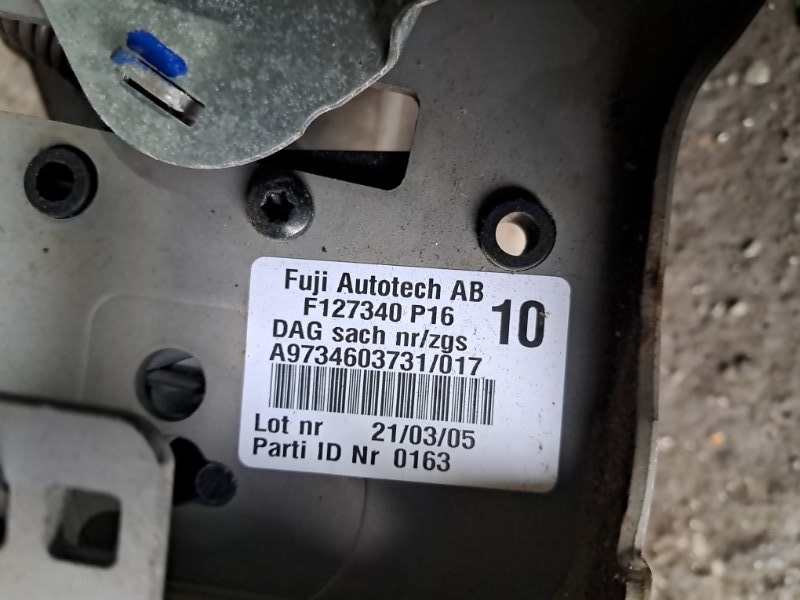 Fuji Autotech AB
F127340 P16
10
DAG sach nr/zgs
A9734603731/017
Lot nr 21/03/05
Parti ID Nr 0163